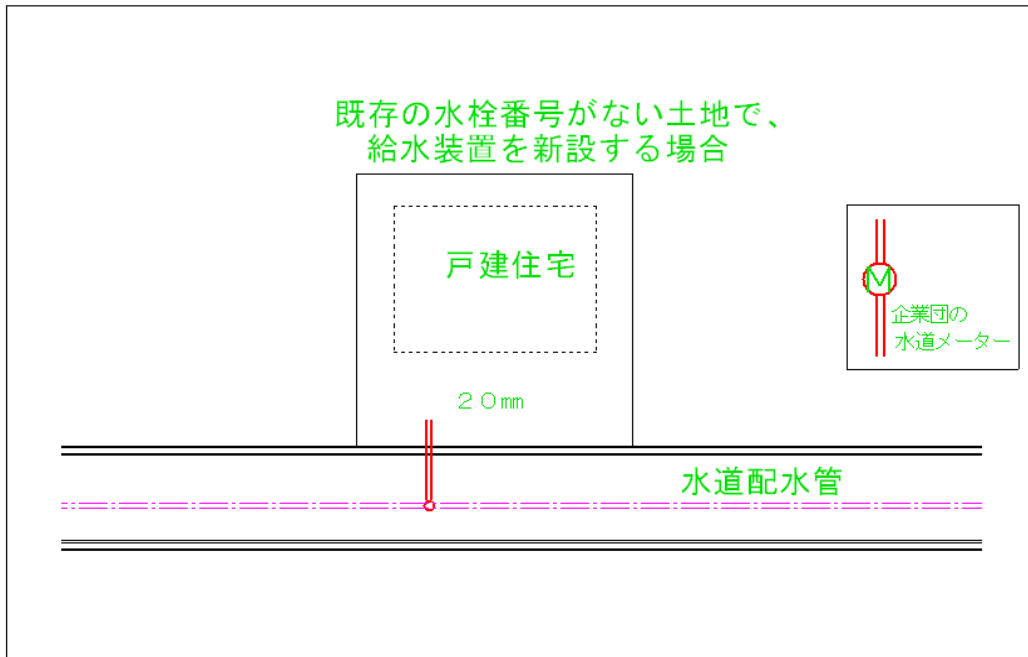 既存の水栓番号がない土地で、
給水装置を新設する場合
戸建住宅
M
企業団の
水道メーター
２０mm
水道配水管